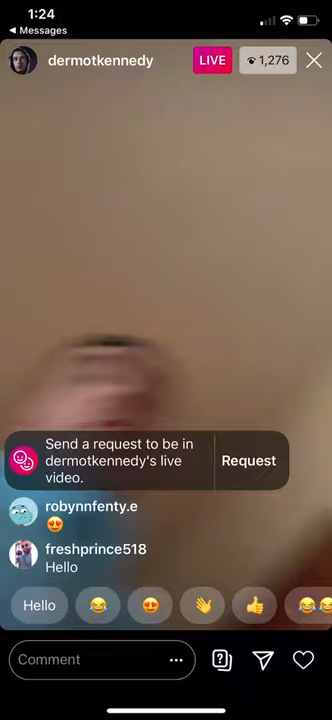 1:24
Messages
dermotkennedy
LIVE
1,276
Send a request to be in
dermotkennedy's live
video.
Request
robynnfenty.e
😍
freshprince518
Hello
Hello 😂 😍 👋 👍 😂😂
Comment